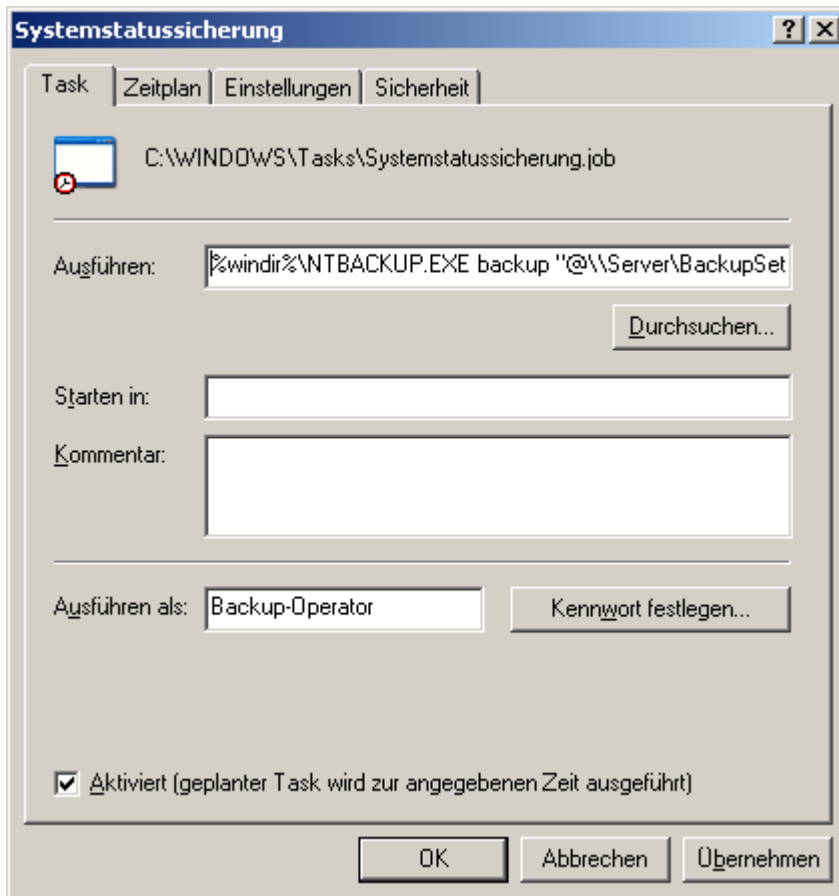 Systemstatussicherung
Task Zeitplan Einstellungen Sicherheit
C:\WINDOWS\Tasks\Systemstatussicherung.job
Ausführen: %windir%\NTBACKUP.EXE backup "@\\Server\BackupSet
Durchsuchen...
Starten in:
Kommentar:
Ausführen als: Backup-Operator Kennwort festlegen...
Aktiviert (geplanter Task wird zur angegebenen Zeit ausgeführt)
OK Abbrechen Übernehmen